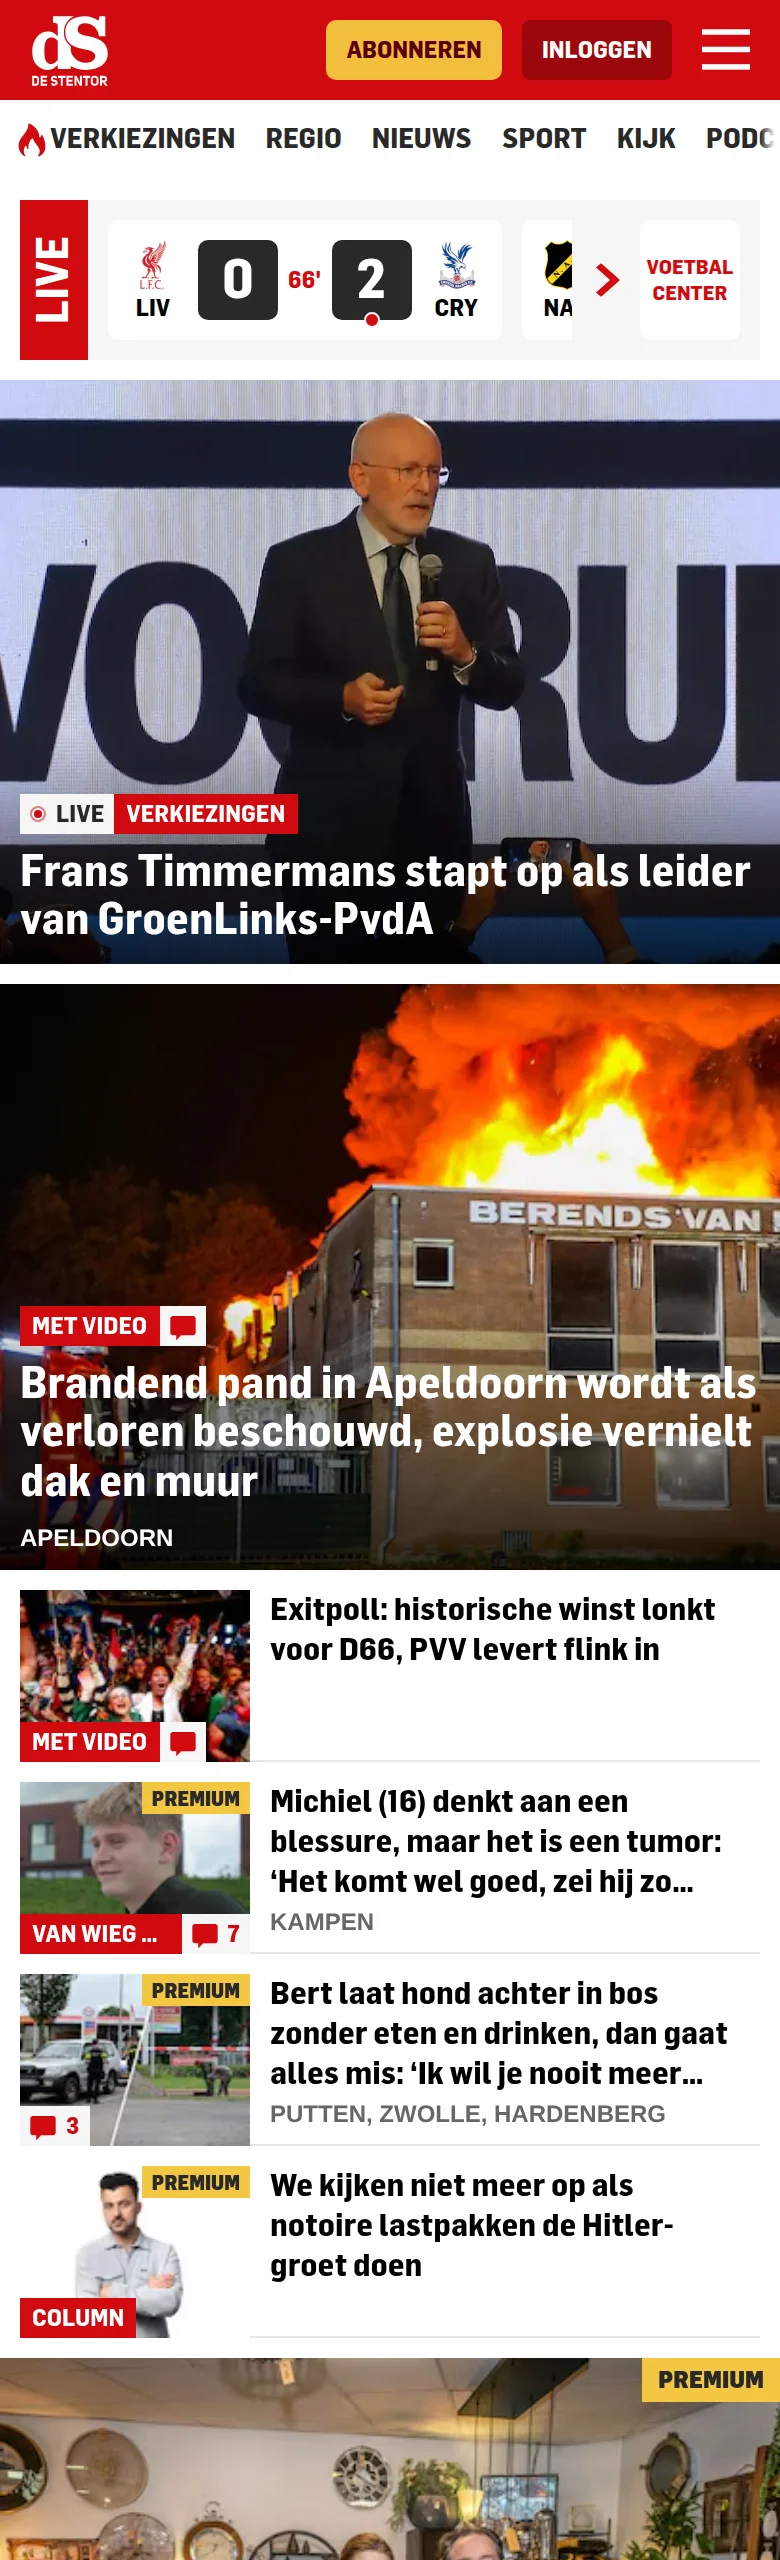 dS
DE STENTOR
ABONNEREN
INLOGGEN
VERKIEZINGEN
REGIO
NIEUWS
SPORT
KIJK
PODC
LIVE
L.F.C.
LIV
0
66'
2
CRY
NA
VOETBAL
CENTER
LIVE
VERKIEZINGEN
Frans Timmermans stapt op als leider
van GroenLinks-PvdA
BERENDS VAN
MET VIDEO
Brandend pand in Apeldoorn wordt als
verloren beschouwd, explosie vernielt
dak en muur
APELDOORN
Exitpoll: historische winst lonkt
voor D66, PVV levert flink in
MET VIDEO
PREMIUM
Michiel (16) denkt aan een
blessure, maar het is een tumor:
‘Het komt wel goed, zei hij zo...
KAMPEN
VAN WIEG ...
7
PREMIUM
Bert laat hond achter in bos
zonder eten en drinken, dan gaat
alles mis: ‘Ik wil je nooit meer...
PUTTEN, ZWOLLE, HARDENBERG
3
PREMIUM
We kijken niet meer op als
notoire lastpakken de Hitler-
groet doen
COLUMN
PREMIUM